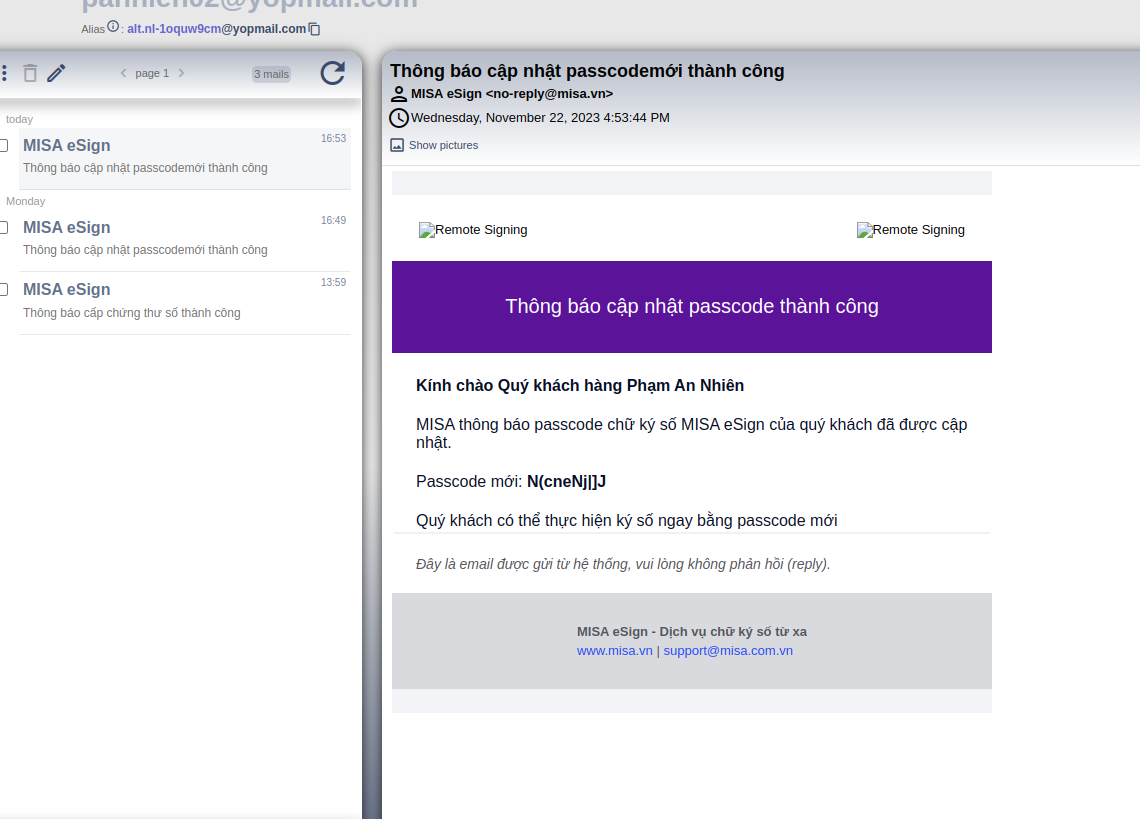 pannien02@yopmail.com
Alias : alt.nl-1oquw9cm@yopmail.com
page 1
3 mails
today
MISA eSign
16:53
Thông báo cập nhật passcodemới thành công
Monday
MISA eSign
16:49
Thông báo cập nhật passcodemới thành công
MISA eSign
13:59
Thông báo cấp chứng thư số thành công
Thông báo cập nhật passcodemới thành công
MISA eSign <no-reply@misa.vn>
Wednesday, November 22, 2023 4:53:44 PM
Show pictures
Remote Signing
Remote Signing
Thông báo cập nhật passcode thành công
Kính chào Quý khách hàng Phạm An Nhiên
MISA thông báo passcode chữ ký số MISA eSign của quý khách đã được cập
nhật.
Passcode mới: N(cneNj|]J
Quý khách có thể thực hiện ký số ngay bằng passcode mới
Đây là email được gửi từ hệ thống, vui lòng không phản hồi (reply).
MISA eSign - Dịch vụ chữ ký số từ xa
www.misa.vn | support@misa.com.vn